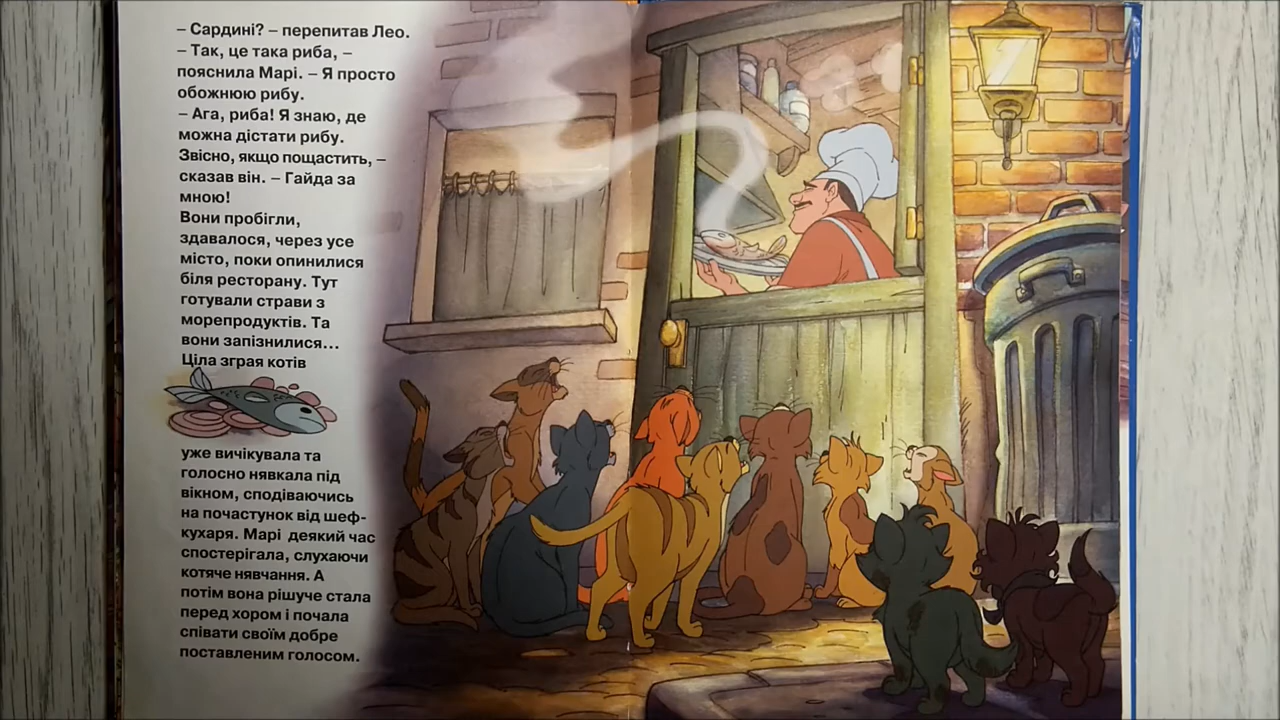 – Сардині? – перепитав Лео.
– Так, це така риба, –
пояснила Марі. – Я просто
обожнюю рибу.
– Ага, риба! Я знаю, де
можна дістати рибу.
Звісно, якщо пощастить, –
сказав він. – Гайда за
мною!
Вони пробігли,
здавалося, через усе
місто, поки опинилися
біля ресторану. Тут
готували страви з
морепродуктів. Та
вони запізнилися...
Ціла зграя котів
уже вичікувала та
голосно нявкала під
вікном, сподіваючись
на почастунок від шеф-
кухаря. Марі деякий час
спостерігала, слухаючи
котяче нявчання. А
потім вона рішуче стала
перед хором і почала
співати своїм добре
поставленим голосом.